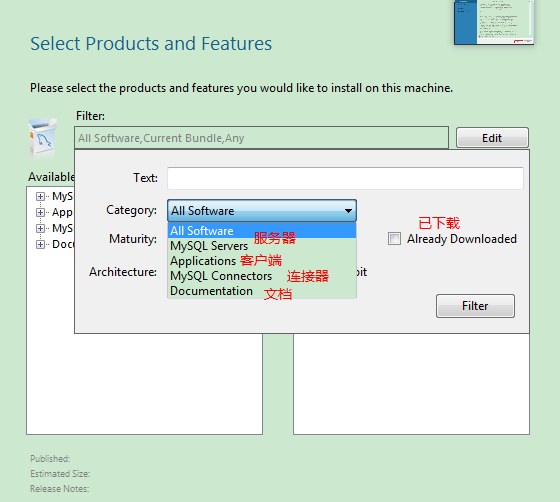 Select Products and Features
Please select the products and features you would like to install on this machine.
Filter:
All Software,Current Bundle,Any
Edit
Available
MyS
App
MyS
Docu
Text:
Category:
All Software
All Software
MySQL Servers 服务器
Applications 客户端
MySQL Connectors 连接器
Documentation 文档
Maturity:
已下载
Already Downloaded
Architecture:
bit
Filter
Published:
Estimated Size:
Release Notes: